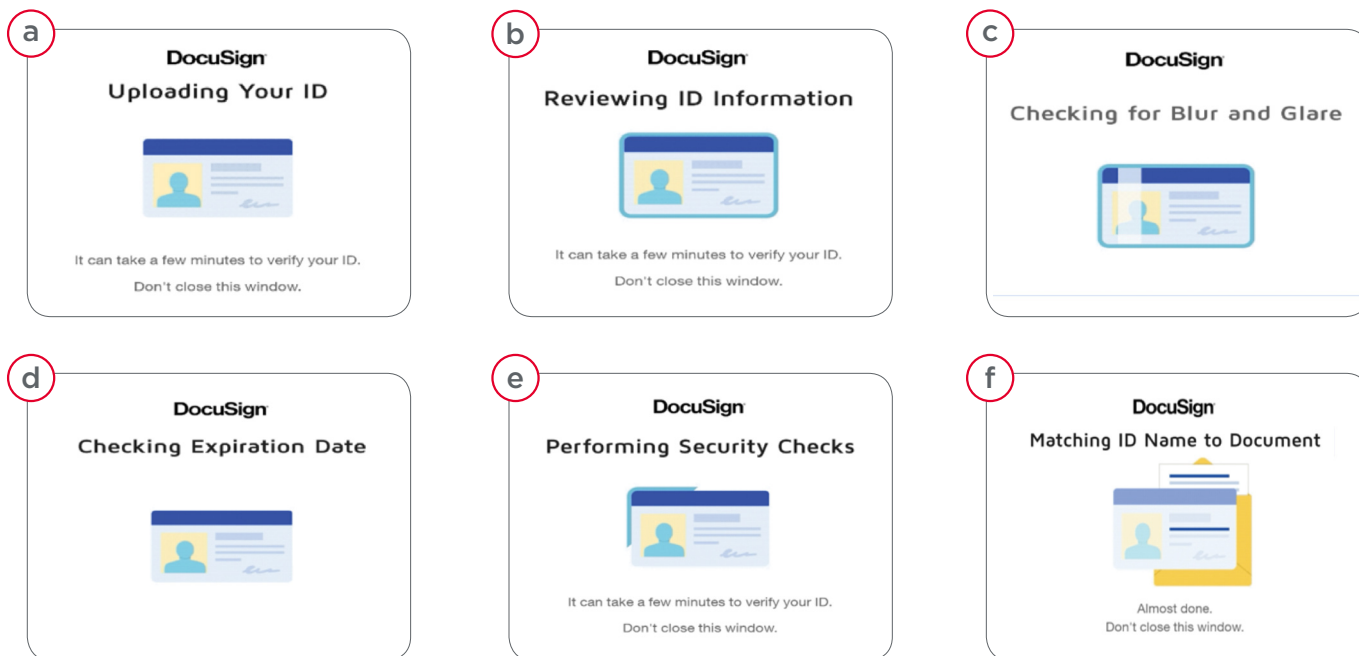 a
DocuSign
Uploading Your ID
It can take a few minutes to verify your ID.
Don't close this window.
b
DocuSign
Reviewing ID Information
It can take a few minutes to verify your ID.
Don't close this window.
c
DocuSign
Checking for Blur and Glare
d
DocuSign
Checking Expiration Date
e
DocuSign
Performing Security Checks
It can take a few minutes to verify your ID.
Don't close this window.
f
DocuSign
Matching ID Name to Document
Almost done.
Don't close this window.